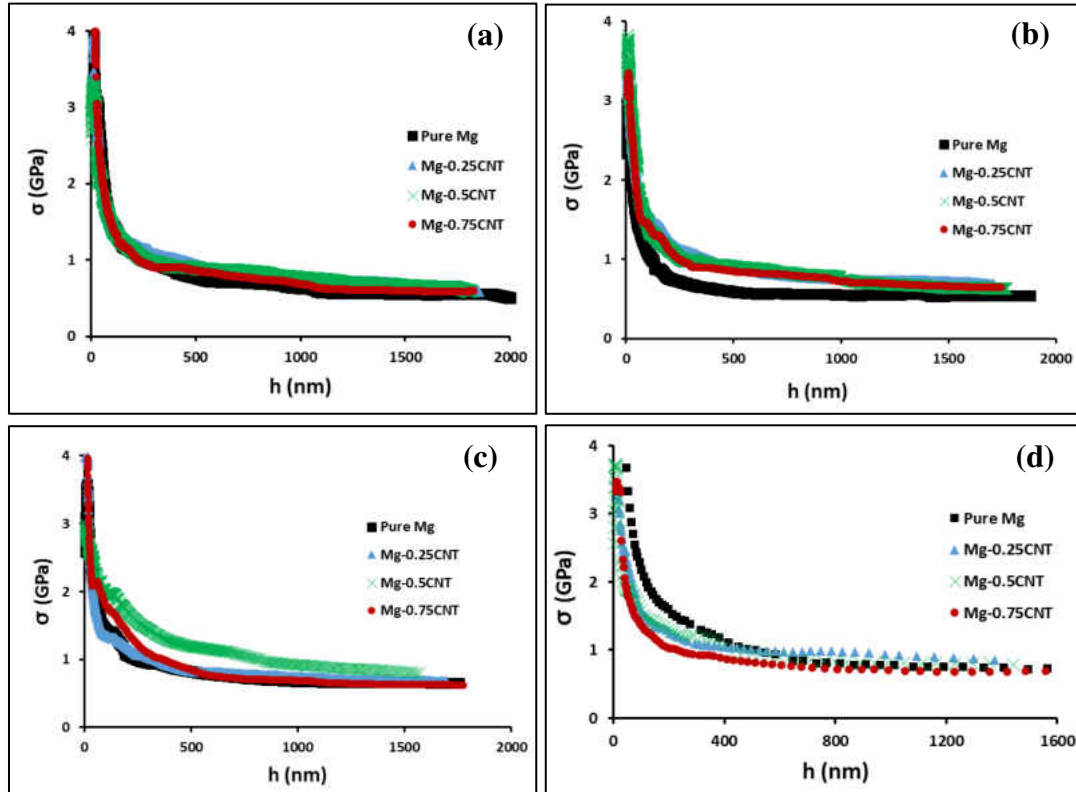 (a)
4
3
2
1
0
σ (GPa)
0 500 1000 1500 2000
h (nm)
Pure Mg
Mg-0.25CNT
Mg-0.5CNT
Mg-0.75CNT
(b)
4
3
2
1
0
σ (GPa)
0 500 1000 1500 2000
h (nm)
Pure Mg
Mg-0.25CNT
Mg-0.5CNT
Mg-0.75CNT
(c)
4
3
2
1
0
σ (GPa)
0 500 1000 1500 2000
h (nm)
Pure Mg
Mg-0.25CNT
Mg-0.5CNT
Mg-0.75CNT
(d)
4
3
2
1
0
σ (GPa)
0 400 800 1200 1600
h (nm)
Pure Mg
Mg-0.25CNT
Mg-0.5CNT
Mg-0.75CNT